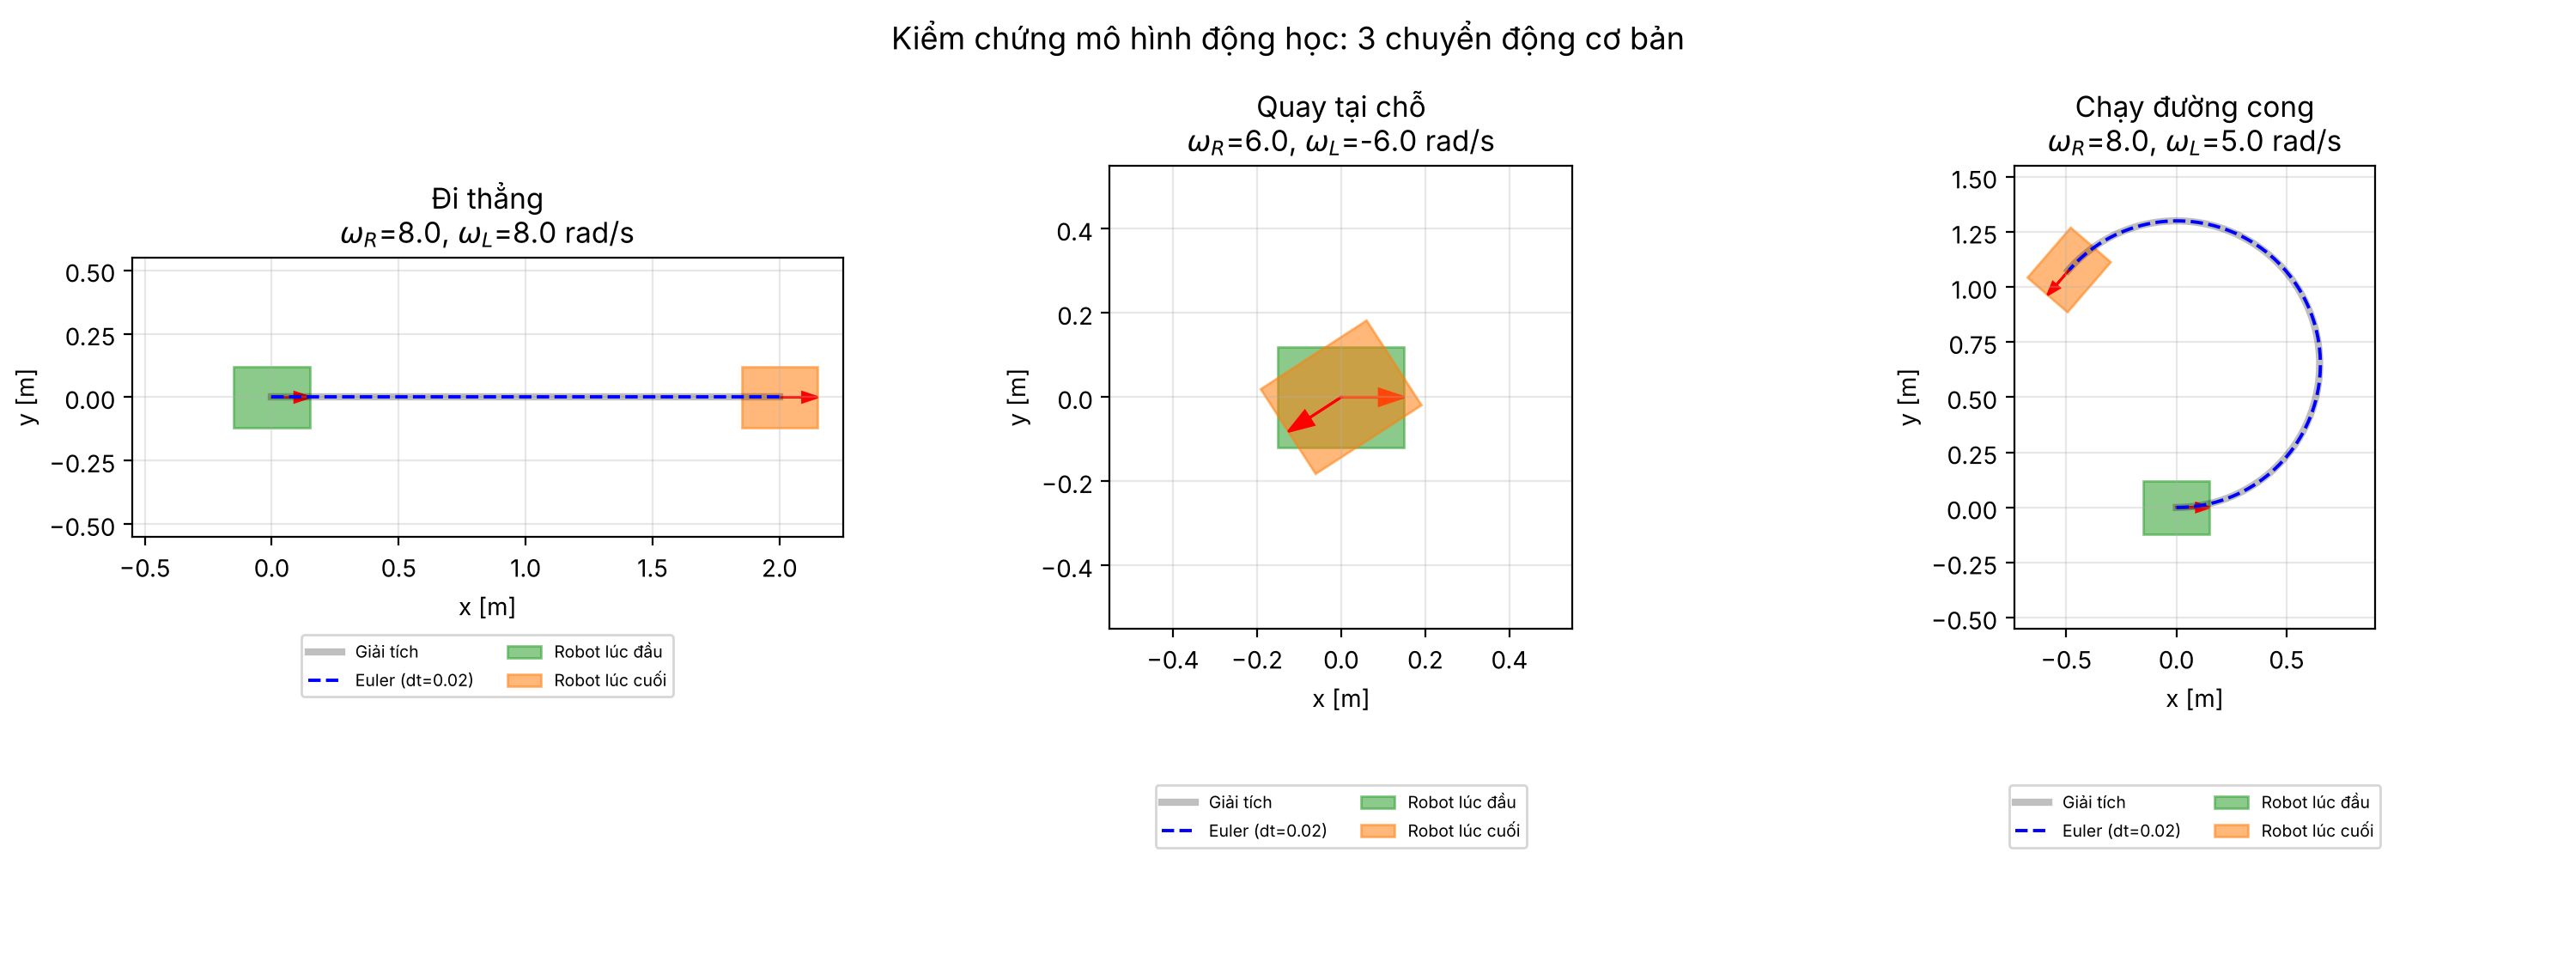 Kiểm chứng mô hình động học: 3 chuyển động cơ bản
Đi thẳng
ω_R=8.0, ω_L=8.0 rad/s
0.50
0.25
0.00
−0.25
−0.50
y [m]
−0.5 0.0 0.5 1.0 1.5 2.0
x [m]
Giải tích
Euler (dt=0.02)
Robot lúc đầu
Robot lúc cuối
Quay tại chỗ
ω_R=6.0, ω_L=-6.0 rad/s
0.4
0.2
0.0
−0.2
−0.4
y [m]
−0.4 −0.2 0.0 0.2 0.4
x [m]
Giải tích
Euler (dt=0.02)
Robot lúc đầu
Robot lúc cuối
Chạy đường cong
ω_R=8.0, ω_L=5.0 rad/s
1.50
1.25
1.00
0.75
0.50
0.25
0.00
−0.25
−0.50
y [m]
−0.5 0.0 0.5
x [m]
Giải tích
Euler (dt=0.02)
Robot lúc đầu
Robot lúc cuối